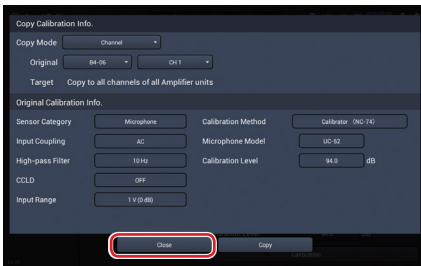 Copy Calibration Info.
Copy Mode Channel
Original B4-06 CH 1
Target Copy to all channels of all Amplifier units
Original Calibration Info.
Sensor Category Microphone Calibration Method Calibrator (NC-74)
Input Coupling AC Microphone Model UC-52
High-pass Filter 10 Hz Calibration Level 94.0 dB
CCLD OFF
Input Range 1 V (0 dB)
Close Copy